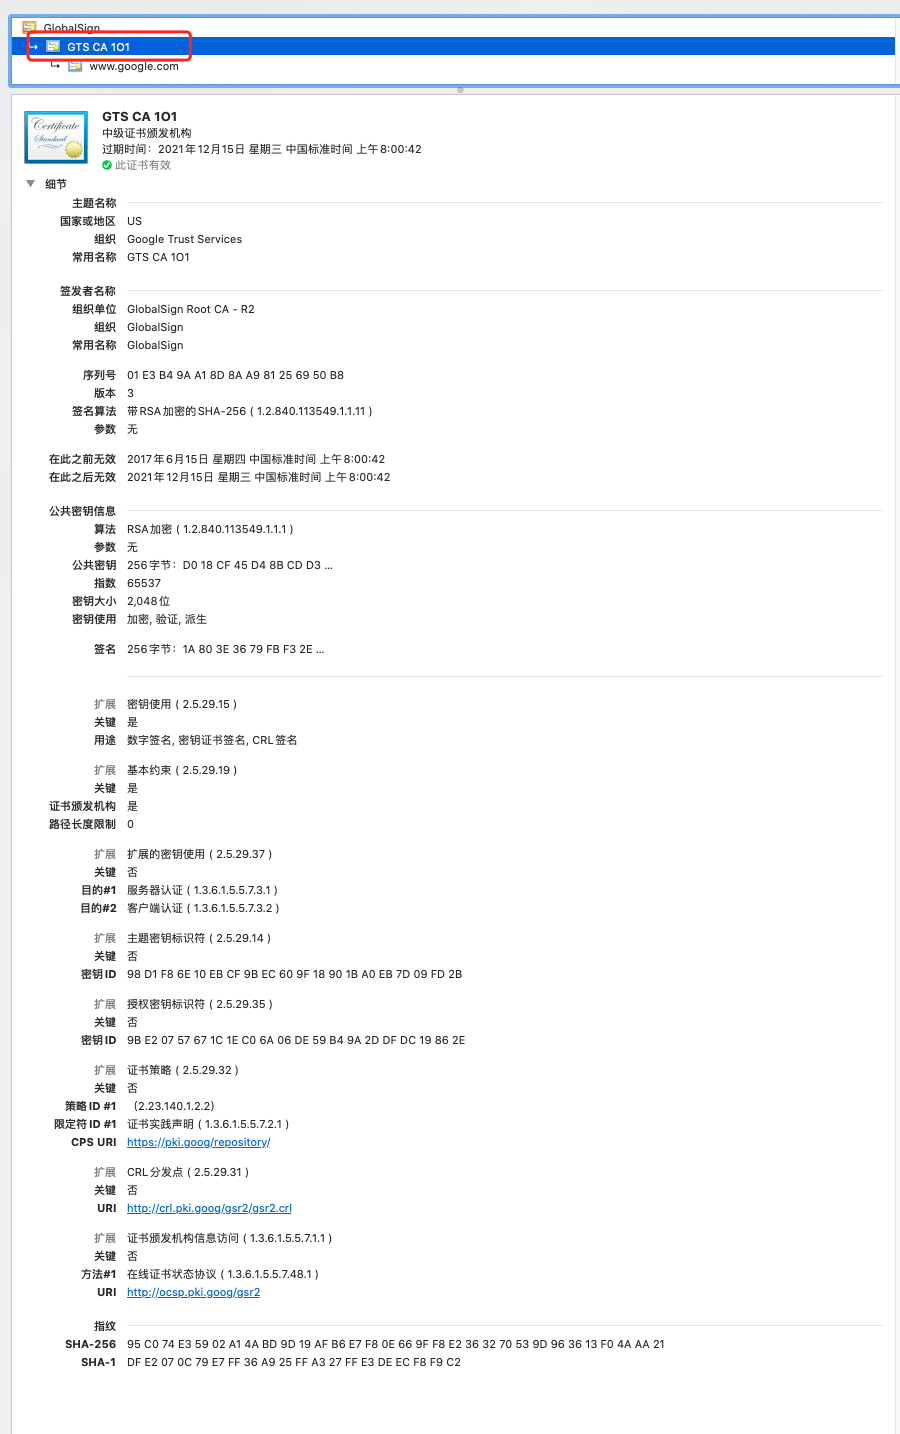 GlobalSign
GTS CA 1O1
www.google.com
Certificate
Standard
GTS CA 1O1
中级证书颁发机构
过期时间：2021年12月15日 星期三 中国标准时间 上午8:00:42
此证书有效
细节
主题名称
国家或地区 US
组织 Google Trust Services
常用名称 GTS CA 1O1
签发者名称
组织单位 GlobalSign Root CA - R2
组织 GlobalSign
常用名称 GlobalSign
序列号 01 E3 B4 9A A1 8D 8A A9 81 25 69 50 B8
版本 3
签名算法 带RSA加密的SHA-256 ( 1.2.840.113549.1.1.11 )
参数 无
在此之前无效 2017年6月15日 星期四 中国标准时间 上午8:00:42
在此之后无效 2021年12月15日 星期三 中国标准时间 上午8:00:42
公共密钥信息
算法 RSA加密 ( 1.2.840.113549.1.1.1 )
参数 无
公共密钥 256字节：D0 18 CF 45 D4 8B CD D3 ...
指数 65537
密钥大小 2,048位
密钥使用 加密, 验证, 派生
签名 256字节：1A 80 3E 36 79 FB F3 2E ...
扩展 密钥使用 ( 2.5.29.15 )
关键 是
用途 数字签名, 密钥证书签名, CRL签名
扩展 基本约束 ( 2.5.29.19 )
关键 是
证书颁发机构 是
路径长度限制 0
扩展 扩展的密钥使用 ( 2.5.29.37 )
关键 否
目的#1 服务器认证 ( 1.3.6.1.5.5.7.3.1 )
目的#2 客户端认证 ( 1.3.6.1.5.5.7.3.2 )
扩展 主题密钥标识符 ( 2.5.29.14 )
关键 否
密钥ID 98 D1 F8 6E 10 EB CF 9B EC 60 9F 18 90 1B A0 EB 7D 09 FD 2B
扩展 授权密钥标识符 ( 2.5.29.35 )
关键 否
密钥ID 9B E2 07 57 67 1C 1E C0 6A 06 DE 59 B4 9A 2D DF DC 19 86 2E
扩展 证书策略 ( 2.5.29.32 )
关键 否
策略ID #1 （2.23.140.1.2.2）
限定符ID #1 证书实践声明 ( 1.3.6.1.5.5.7.2.1 )
CPS URI https://pki.goog/repository/
扩展 CRL分发点 ( 2.5.29.31 )
关键 否
URI http://crl.pki.goog/gsr2/gsr2.crl
扩展 证书颁发机构信息访问 ( 1.3.6.1.5.5.7.1.1 )
关键 否
方法#1 在线证书状态协议 ( 1.3.6.1.5.5.7.48.1 )
URI http://ocsp.pki.goog/gsr2
指纹
SHA-256 95 C0 74 E3 59 02 A1 4A BD 9D 19 AF B6 E7 F8 0E 66 9F F8 E2 36 32 70 53 9D 96 36 13 F0 4A AA 21
SHA-1 DF E2 07 0C 79 E7 FF 36 A9 25 FF A3 27 FF E3 DE EC F8 F9 C2